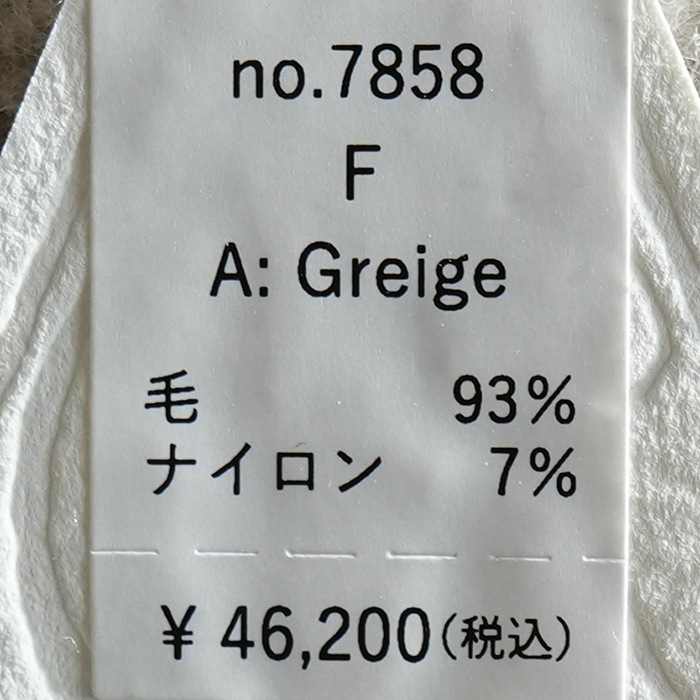 no.7858
F
A: Greige
毛 93%
ナイロン 7%
¥ 46,200(税込)